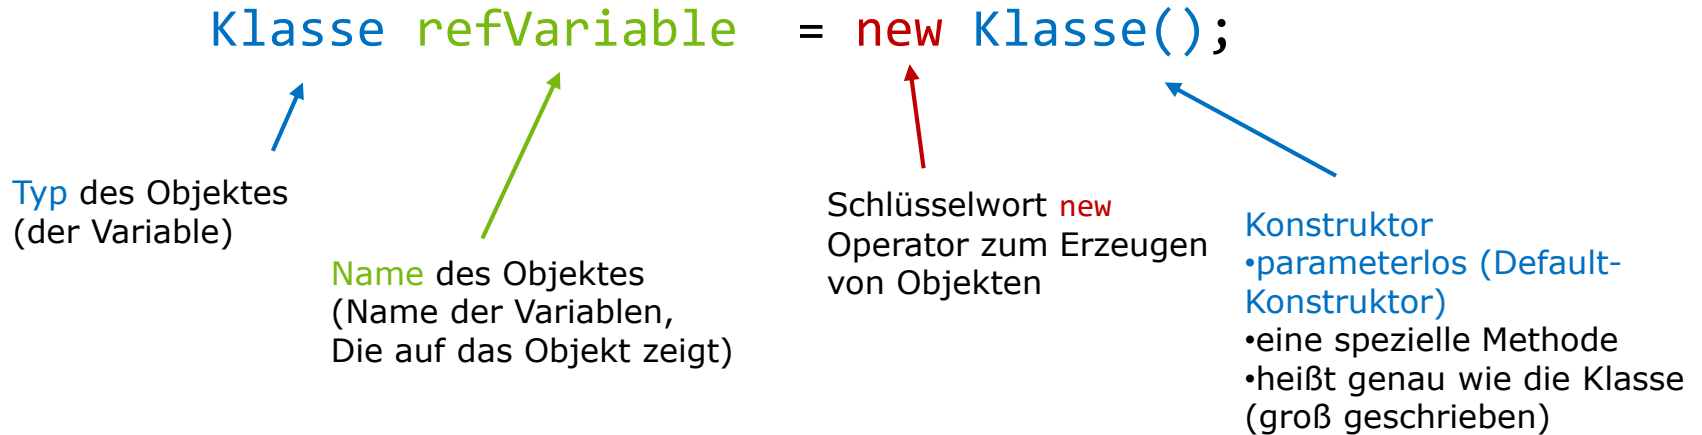 Klasse refVariable = new Klasse();
Typ des Objektes
(der Variable)
Name des Objektes
(Name der Variablen,
Die auf das Objekt zeigt)
Schlüsselwort new
Operator zum Erzeugen
von Objekten
Konstruktor
•parameterlos (Default-
Konstruktor)
•eine spezielle Methode
•heißt genau wie die Klasse
(groß geschrieben)